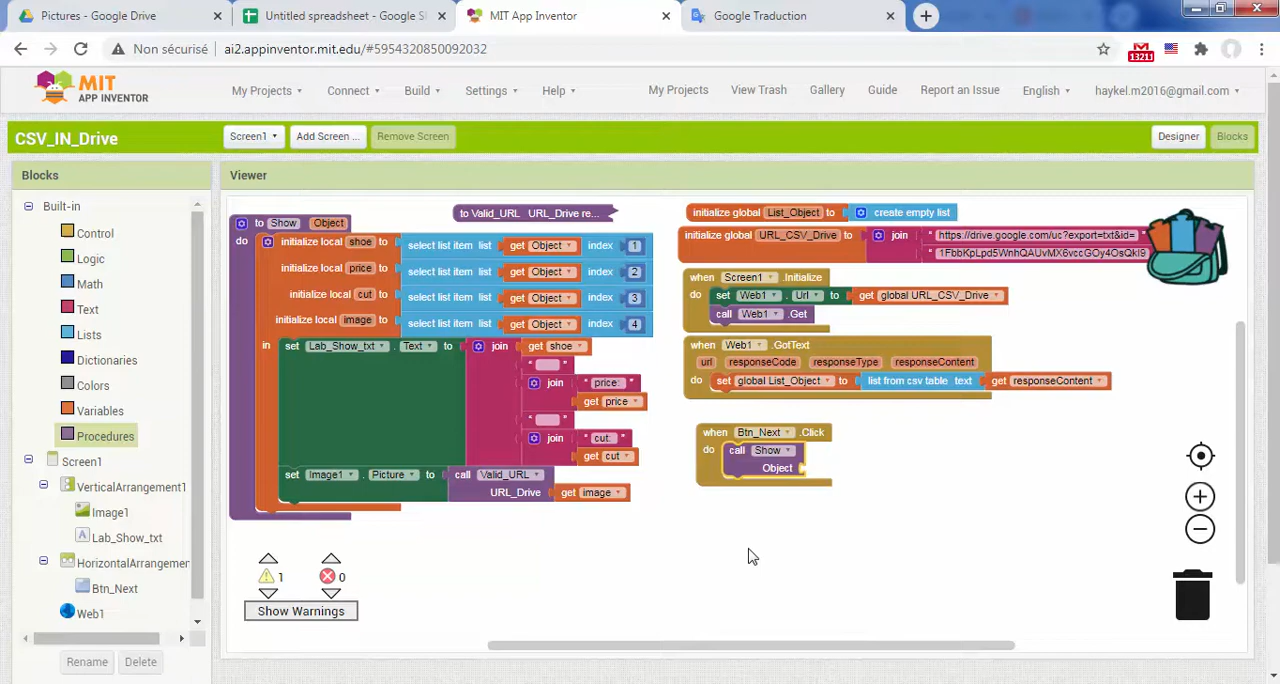 Pictures - Google Drive
Untitled spreadsheet - Google S
MIT App Inventor
Google Traduction
Non sécurisé
ai2.appinventor.mit.edu/#5954320850092032
13211
MIT
APP INVENTOR
My Projects
Connect
Build
Settings
Help
My Projects
View Trash
Gallery
Guide
Report an Issue
English
haykel.m2016@gmail.com
CSV_IN_Drive
Screen1
Add Screen ...
Remove Screen
Designer
Blocks
Blocks
Viewer
Built-in
Control
Logic
Math
Text
Lists
Dictionaries
Colors
Variables
Procedures
Screen1
VerticalArrangement1
Image1
Lab_Show_txt
HorizontalArrangemen
Btn_Next
Web1
Rename
Delete
to Show Object
do initialize local shoe to select list item list get Object index 1
initialize local price to select list item list get Object index 2
initialize local cut to select list item list get Object index 3
initialize local image to select list item list get Object index 4
in set Lab_Show_txt . Text to join get shoe
" "
join " price: "
get price
" "
join " cut: "
get cut
set Image1 . Picture to call Valid_URL
URL_Drive get image
to Valid_URL URL_Drive re...
initialize global List_Object to create empty list
initialize global URL_CSV_Drive to join " https://drive.google.com/uc?export=txt&id= "
" 1FbbKpLpd5WnhQAUvMX6vccGOy4OsQkI9
when Screen1 .Initialize
do set Web1 . Url to get global URL_CSV_Drive
call Web1 .Get
when Web1 .GotText
url responseCode responseType responseContent
do set global List_Object to list from csv table text get responseContent
when Btn_Next .Click
do call Show
Object
1
0
Show Warnings